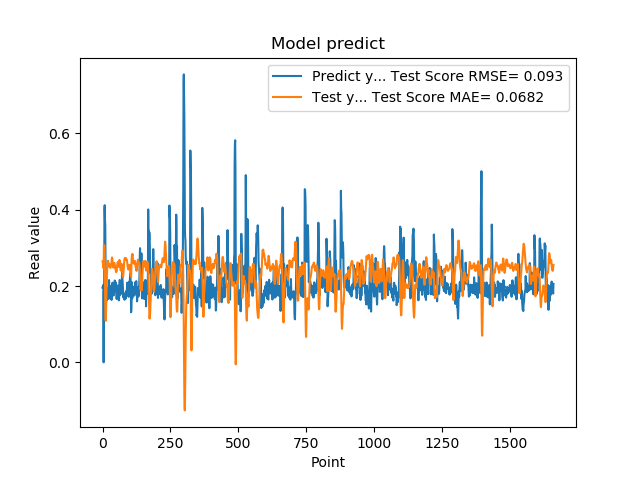 Model predict
Predict y... Test Score RMSE= 0.093
Test y... Test Score MAE= 0.0682
Real value
0.6
0.4
0.2
0.0
0 250 500 750 1000 1250 1500
Point